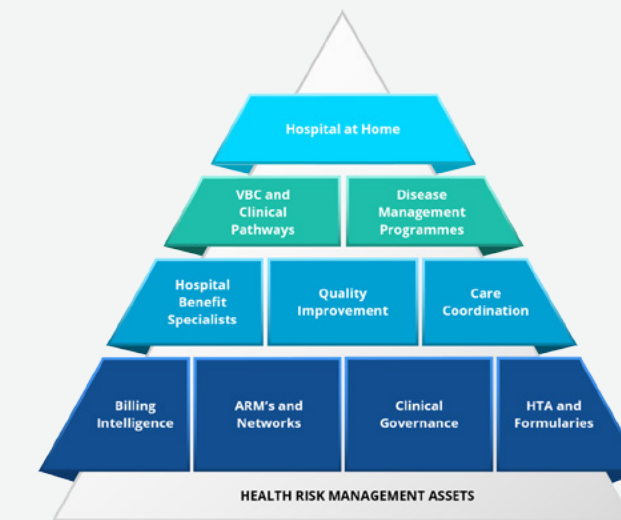 Hospital at Home
VBC and
Clinical
Pathways
Disease
Management
Programmes
Hospital
Benefit
Specialists
Quality
Improvement
Care
Coordination
Billing
Intelligence
ARM's and
Networks
Clinical
Governance
HTA and
Formularies
HEALTH RISK MANAGEMENT ASSETS